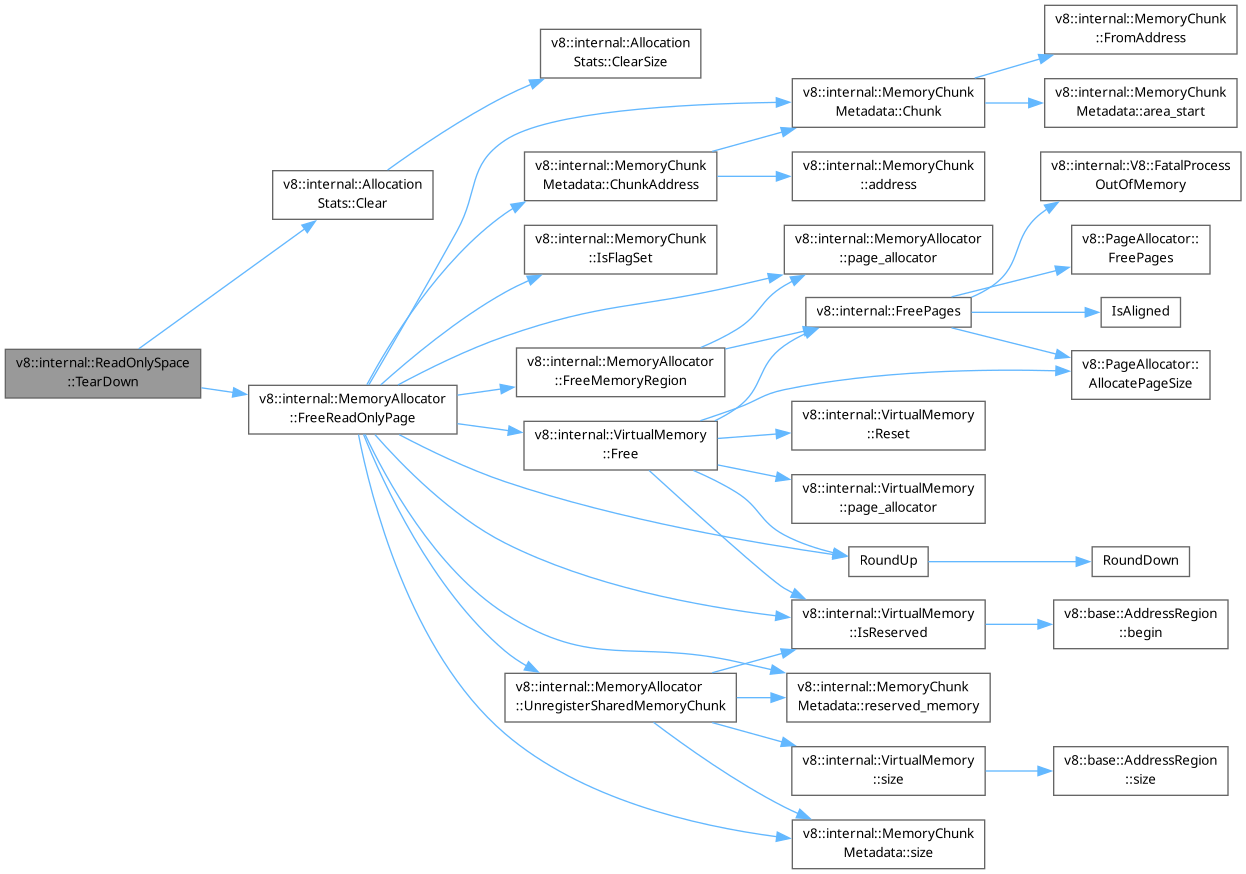 v8::internal::ReadOnlySpace
::TearDown
v8::internal::Allocation
Stats::Clear
v8::internal::MemoryAllocator
::FreeReadOnlyPage
v8::internal::Allocation
Stats::ClearSize
v8::internal::MemoryChunk
Metadata::ChunkAddress
v8::internal::MemoryChunk
::IsFlagSet
v8::internal::MemoryAllocator
::FreeMemoryRegion
v8::internal::VirtualMemory
::Free
v8::internal::MemoryAllocator
::UnregisterSharedMemoryChunk
v8::internal::MemoryChunk
Metadata::Chunk
v8::internal::MemoryChunk
::address
v8::internal::MemoryAllocator
::page_allocator
v8::internal::FreePages
v8::internal::VirtualMemory
::Reset
v8::internal::VirtualMemory
::page_allocator
RoundUp
v8::internal::VirtualMemory
::IsReserved
v8::internal::MemoryChunk
Metadata::reserved_memory
v8::internal::VirtualMemory
::size
v8::internal::MemoryChunk
Metadata::size
v8::internal::MemoryChunk
::FromAddress
v8::internal::MemoryChunk
Metadata::area_start
v8::internal::V8::FatalProcess
OutOfMemory
v8::PageAllocator::
FreePages
IsAligned
v8::PageAllocator::
AllocatePageSize
RoundDown
v8::base::AddressRegion
::begin
v8::base::AddressRegion
::size